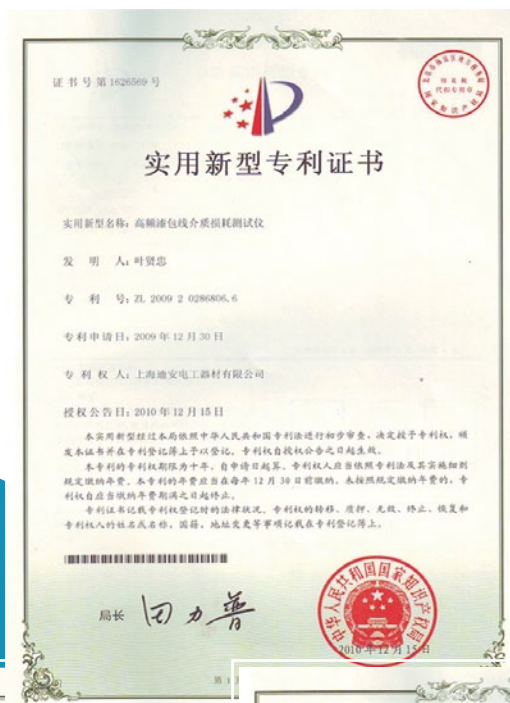 证书号第1626569号
实用新型专利证书
实用新型名称：高频漆包线介质损耗测试仪
发 明 人：叶贤忠
专 利 号：ZL 2009 2 0286806.6
专利申请日：2009年12月30日
专 利 权 人：上海迪安电工器材有限公司
授权公告日：2010年12月15日
本实用新型经过本局依照中华人民共和国专利法进行初步审查，决定授予专利权，颁
发本证书并在专利登记簿上予以登记。专利权自授权公告之日起生效。
本专利的专利权期限为十年，自申请日起算。专利权人应当依照专利法及其实施细则
规定缴纳年费。本专利的年费应当在每年12月30日前缴纳。未按照规定缴纳年费的，专
利权自应当缴纳年费期满之日起终止。
专利证书记载专利权登记时的法律状况。专利权的转移、质押、无效、终止、恢复和
专利权人的姓名或名称、国籍、地址变更等事项记载在专利登记簿上。
局长 田力普
中华人民共和国国家知识产权局
2010年12月15日
第 1